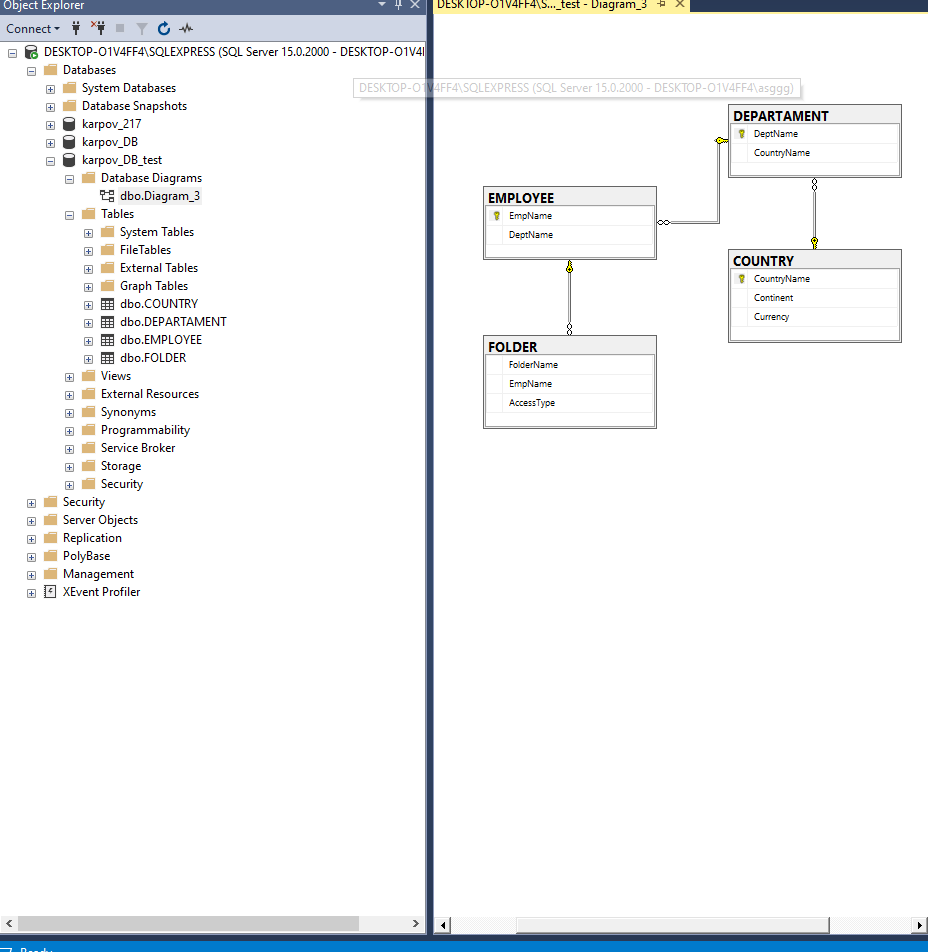 Object Explorer
Connect
DESKTOP-O1V4FF4\SQLEXPRESS (SQL Server 15.0.2000 - DESKTOP-O1V4
Databases
System Databases
Database Snapshots
karpov_217
karpov_DB
karpov_DB_test
Database Diagrams
dbo.Diagram_3
Tables
System Tables
FileTables
External Tables
Graph Tables
dbo.COUNTRY
dbo.DEPARTAMENT
dbo.EMPLOYEE
dbo.FOLDER
Views
External Resources
Synonyms
Programmability
Service Broker
Storage
Security
Security
Server Objects
Replication
PolyBase
Management
XEvent Profiler
DESKTOP-O1V4FF4\S..._test - Diagram_3
DESKTOP-O1V4FF4\SQLEXPRESS (SQL Server 15.0.2000 - DESKTOP-O1V4FF4\asggg)
DEPARTAMENT
DeptName
CountryName
EMPLOYEE
EmpName
DeptName
COUNTRY
CountryName
Continent
Currency
FOLDER
FolderName
EmpName
AccessType
Ready